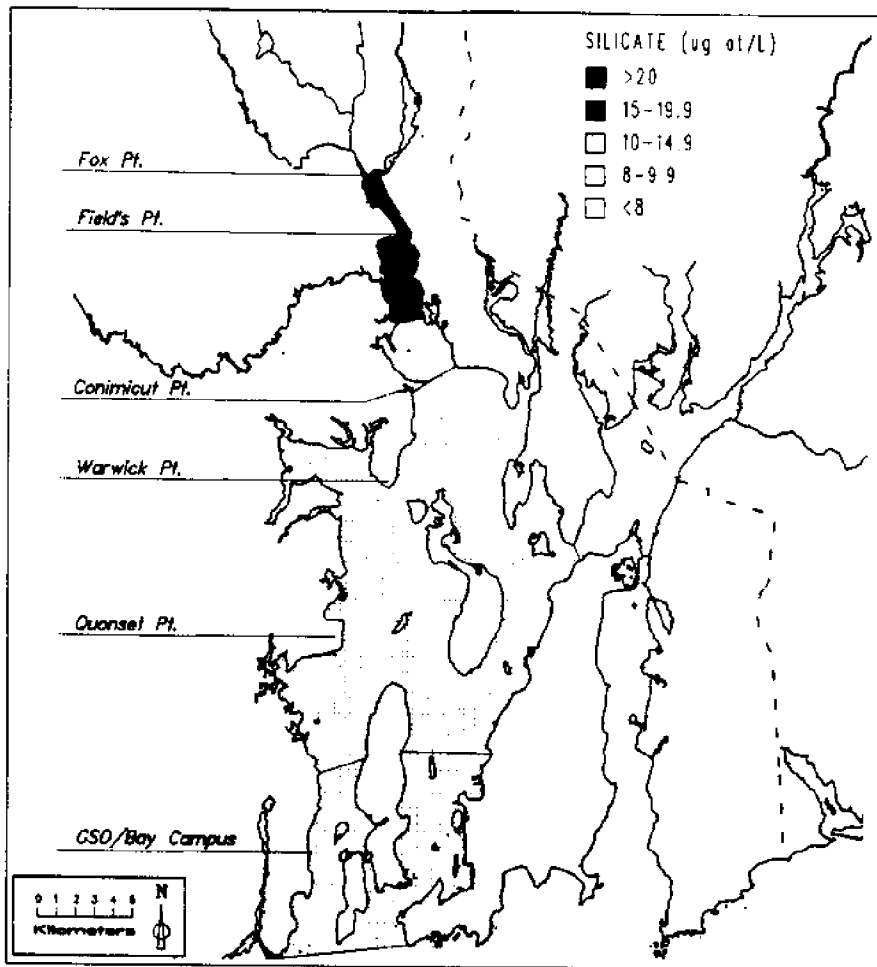 SILICATE (ug at/L)
>20
15-19.9
10-14.9
8-9 9
<8
Fox Pt.
Field's Pt.
Conimicut Pt.
Warwick Pt.
Quonset Pt.
GSO/Bay Campus
0 1 2 3 4 5
Kilometers
N